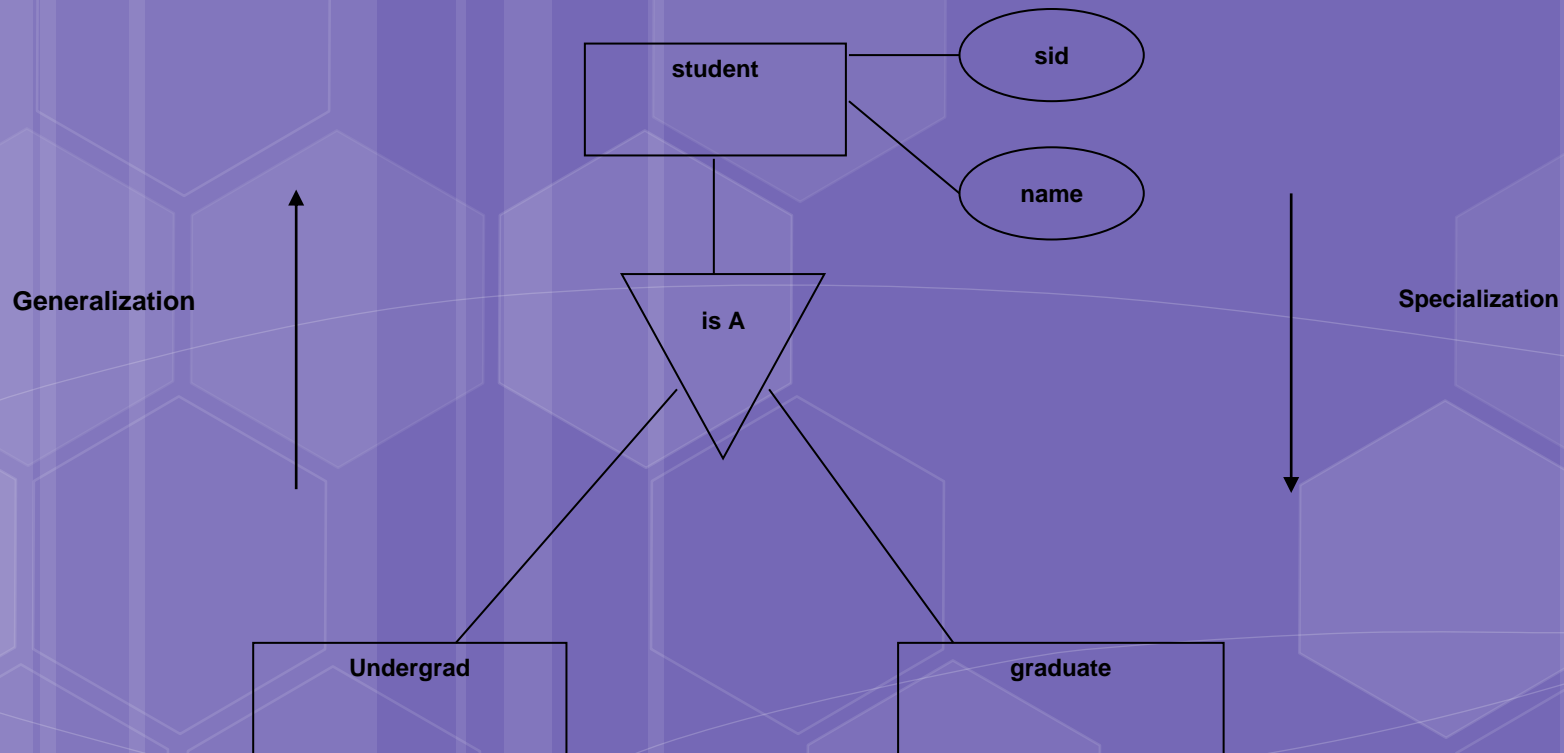 student
sid
name
Generalization
Specialization
is A
Undergrad
graduate